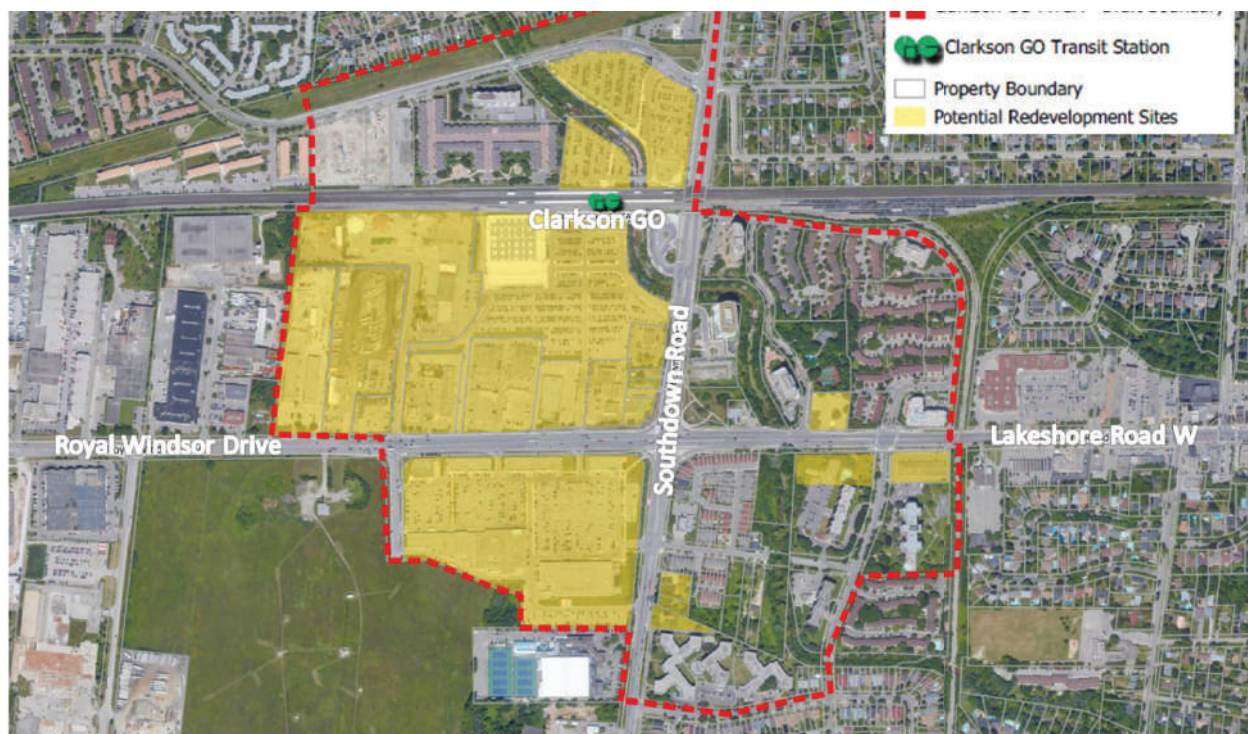 Clarkson GO Transit Station
Property Boundary
Potential Redevelopment Sites
Clarkson GO
Southdown Road
Royal Windsor Drive
Lakeshore Road W